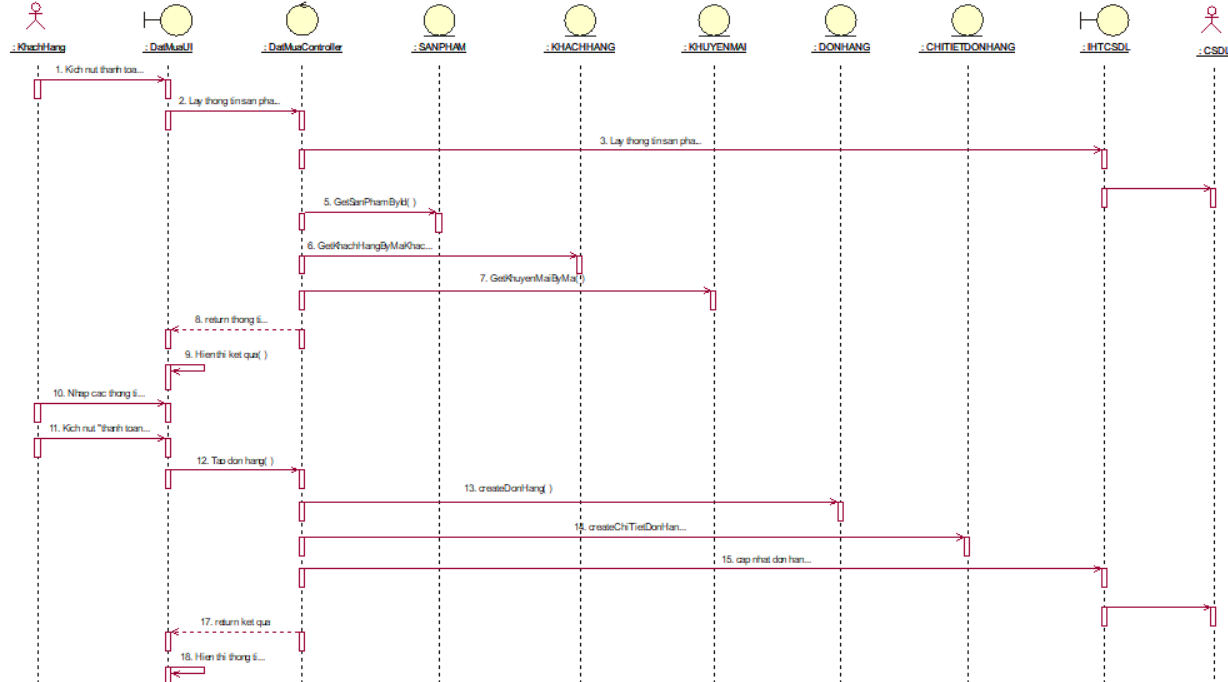 : KhachHang
: DatMuaUI
: DatMuaController
: SANPHAM
: KHACHHANG
: KHUYENMAI
: DONHANG
: CHITIETDONHANG
: IHTCSDL
: CSDL
1. Kich nut thanh toa...
2. Lay thong tin san pha...
3. Lay thong tin san pha...
5. GetSanPhamById( )
6. GetKhachHangByMaKhac...
7. GetKhuyenMaiByMa( )
8. return thong ti...
9. Hien thi ket qua( )
10. Nhap cac thong ti...
11. Kich nut "thanh toan...
12. Tao don hang( )
13. createDonHang( )
14. createChiTietDonHan...
15. cap nhat don han...
17. return ket qua
18. Hien thi thong ti...